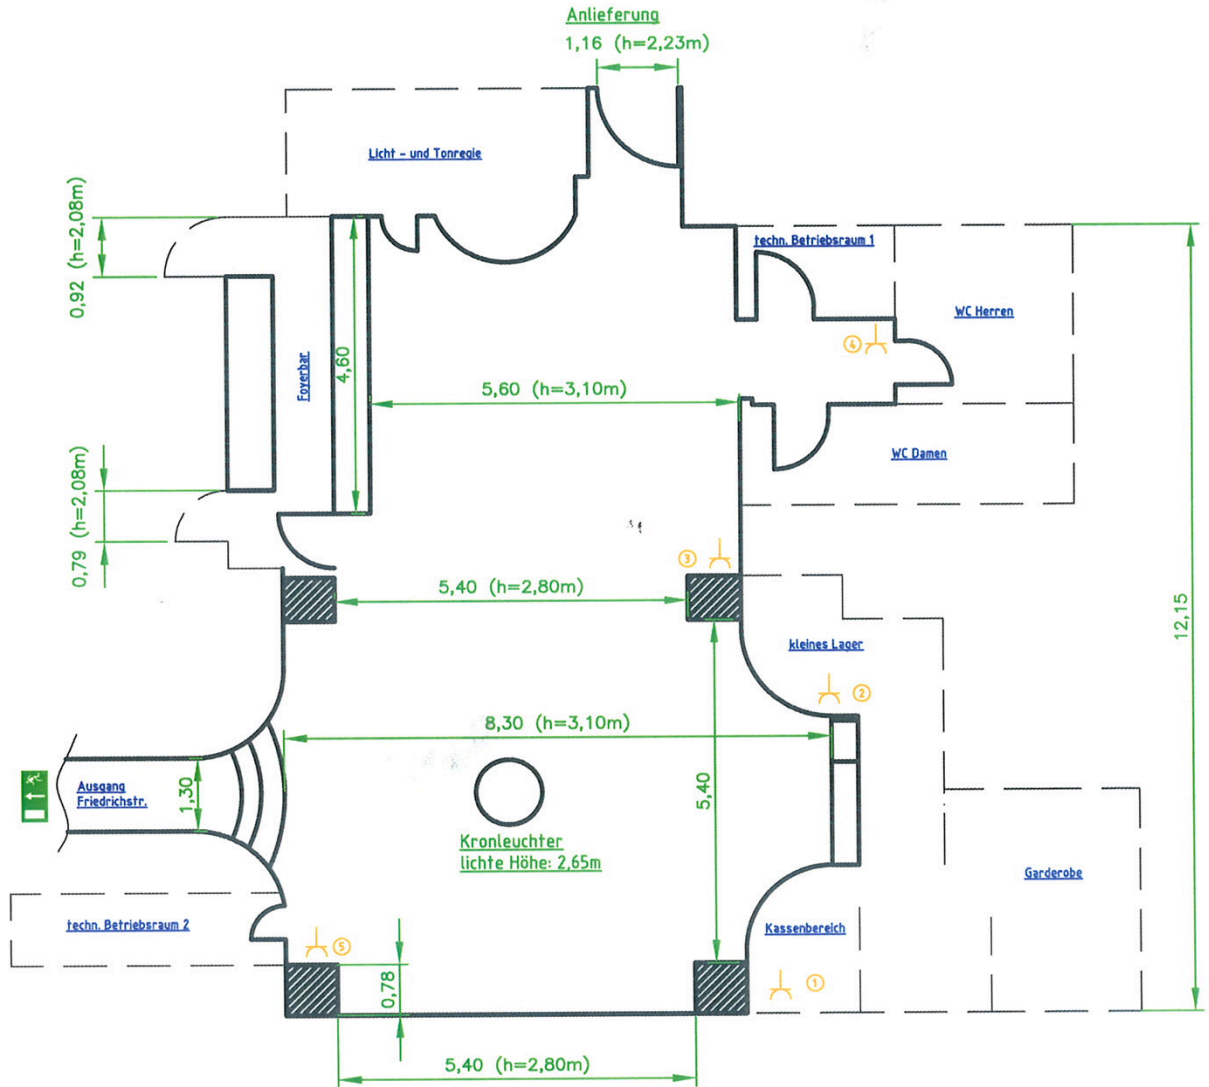 Anlieferung
1,16 (h=2,23m)
Licht - und Tonregie
0,92 (h=2,08m)
techn. Betriebsraum 1
WC Herren
④
Foyerbar
4,60
5,60 (h=3,10m)
WC Damen
0,79 (h=2,08m)
③
5,40 (h=2,80m)
12,15
kleines Lager
②
8,30 (h=3,10m)
Ausgang
Friedrichstr.
1,30
5,40
Kronleuchter
lichte Höhe: 2,65m
Garderobe
techn. Betriebsraum 2
Kassenbereich
⑤
0,78
①
5,40 (h=2,80m)